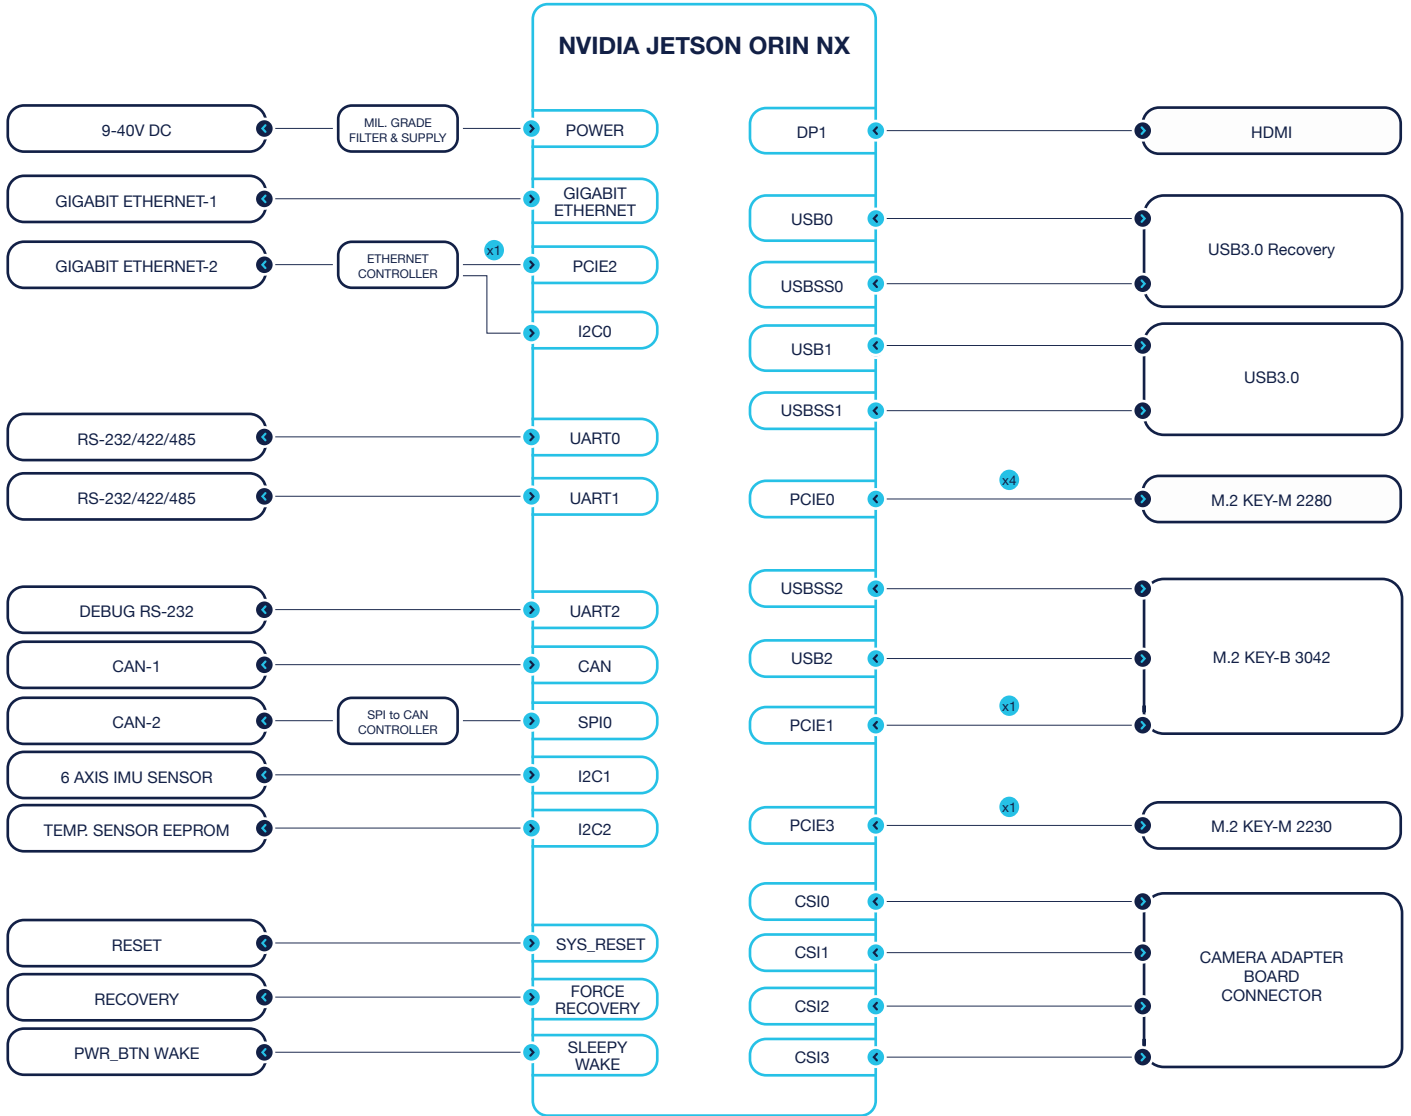 NVIDIA JETSON ORIN NX
9-40V DC
MIL. GRADE
FILTER & SUPPLY
POWER
GIGABIT ETHERNET-1
GIGABIT
ETHERNET
GIGABIT ETHERNET-2
ETHERNET
CONTROLLER
x1
PCIE2
I2C0
RS-232/422/485
UART0
RS-232/422/485
UART1
DEBUG RS-232
UART2
CAN-1
CAN
CAN-2
SPI to CAN
CONTROLLER
SPI0
6 AXIS IMU SENSOR
I2C1
TEMP. SENSOR EEPROM
I2C2
RESET
SYS_RESET
RECOVERY
FORCE
RECOVERY
PWR_BTN WAKE
SLEEPY
WAKE
DP1
HDMI
USB0
USBSS0
USB3.0 Recovery
USB1
USBSS1
USB3.0
PCIE0
x4
M.2 KEY-M 2280
USBSS2
USB2
PCIE1
x1
M.2 KEY-B 3042
PCIE3
x1
M.2 KEY-M 2230
CSI0
CSI1
CSI2
CSI3
CAMERA ADAPTER
BOARD
CONNECTOR